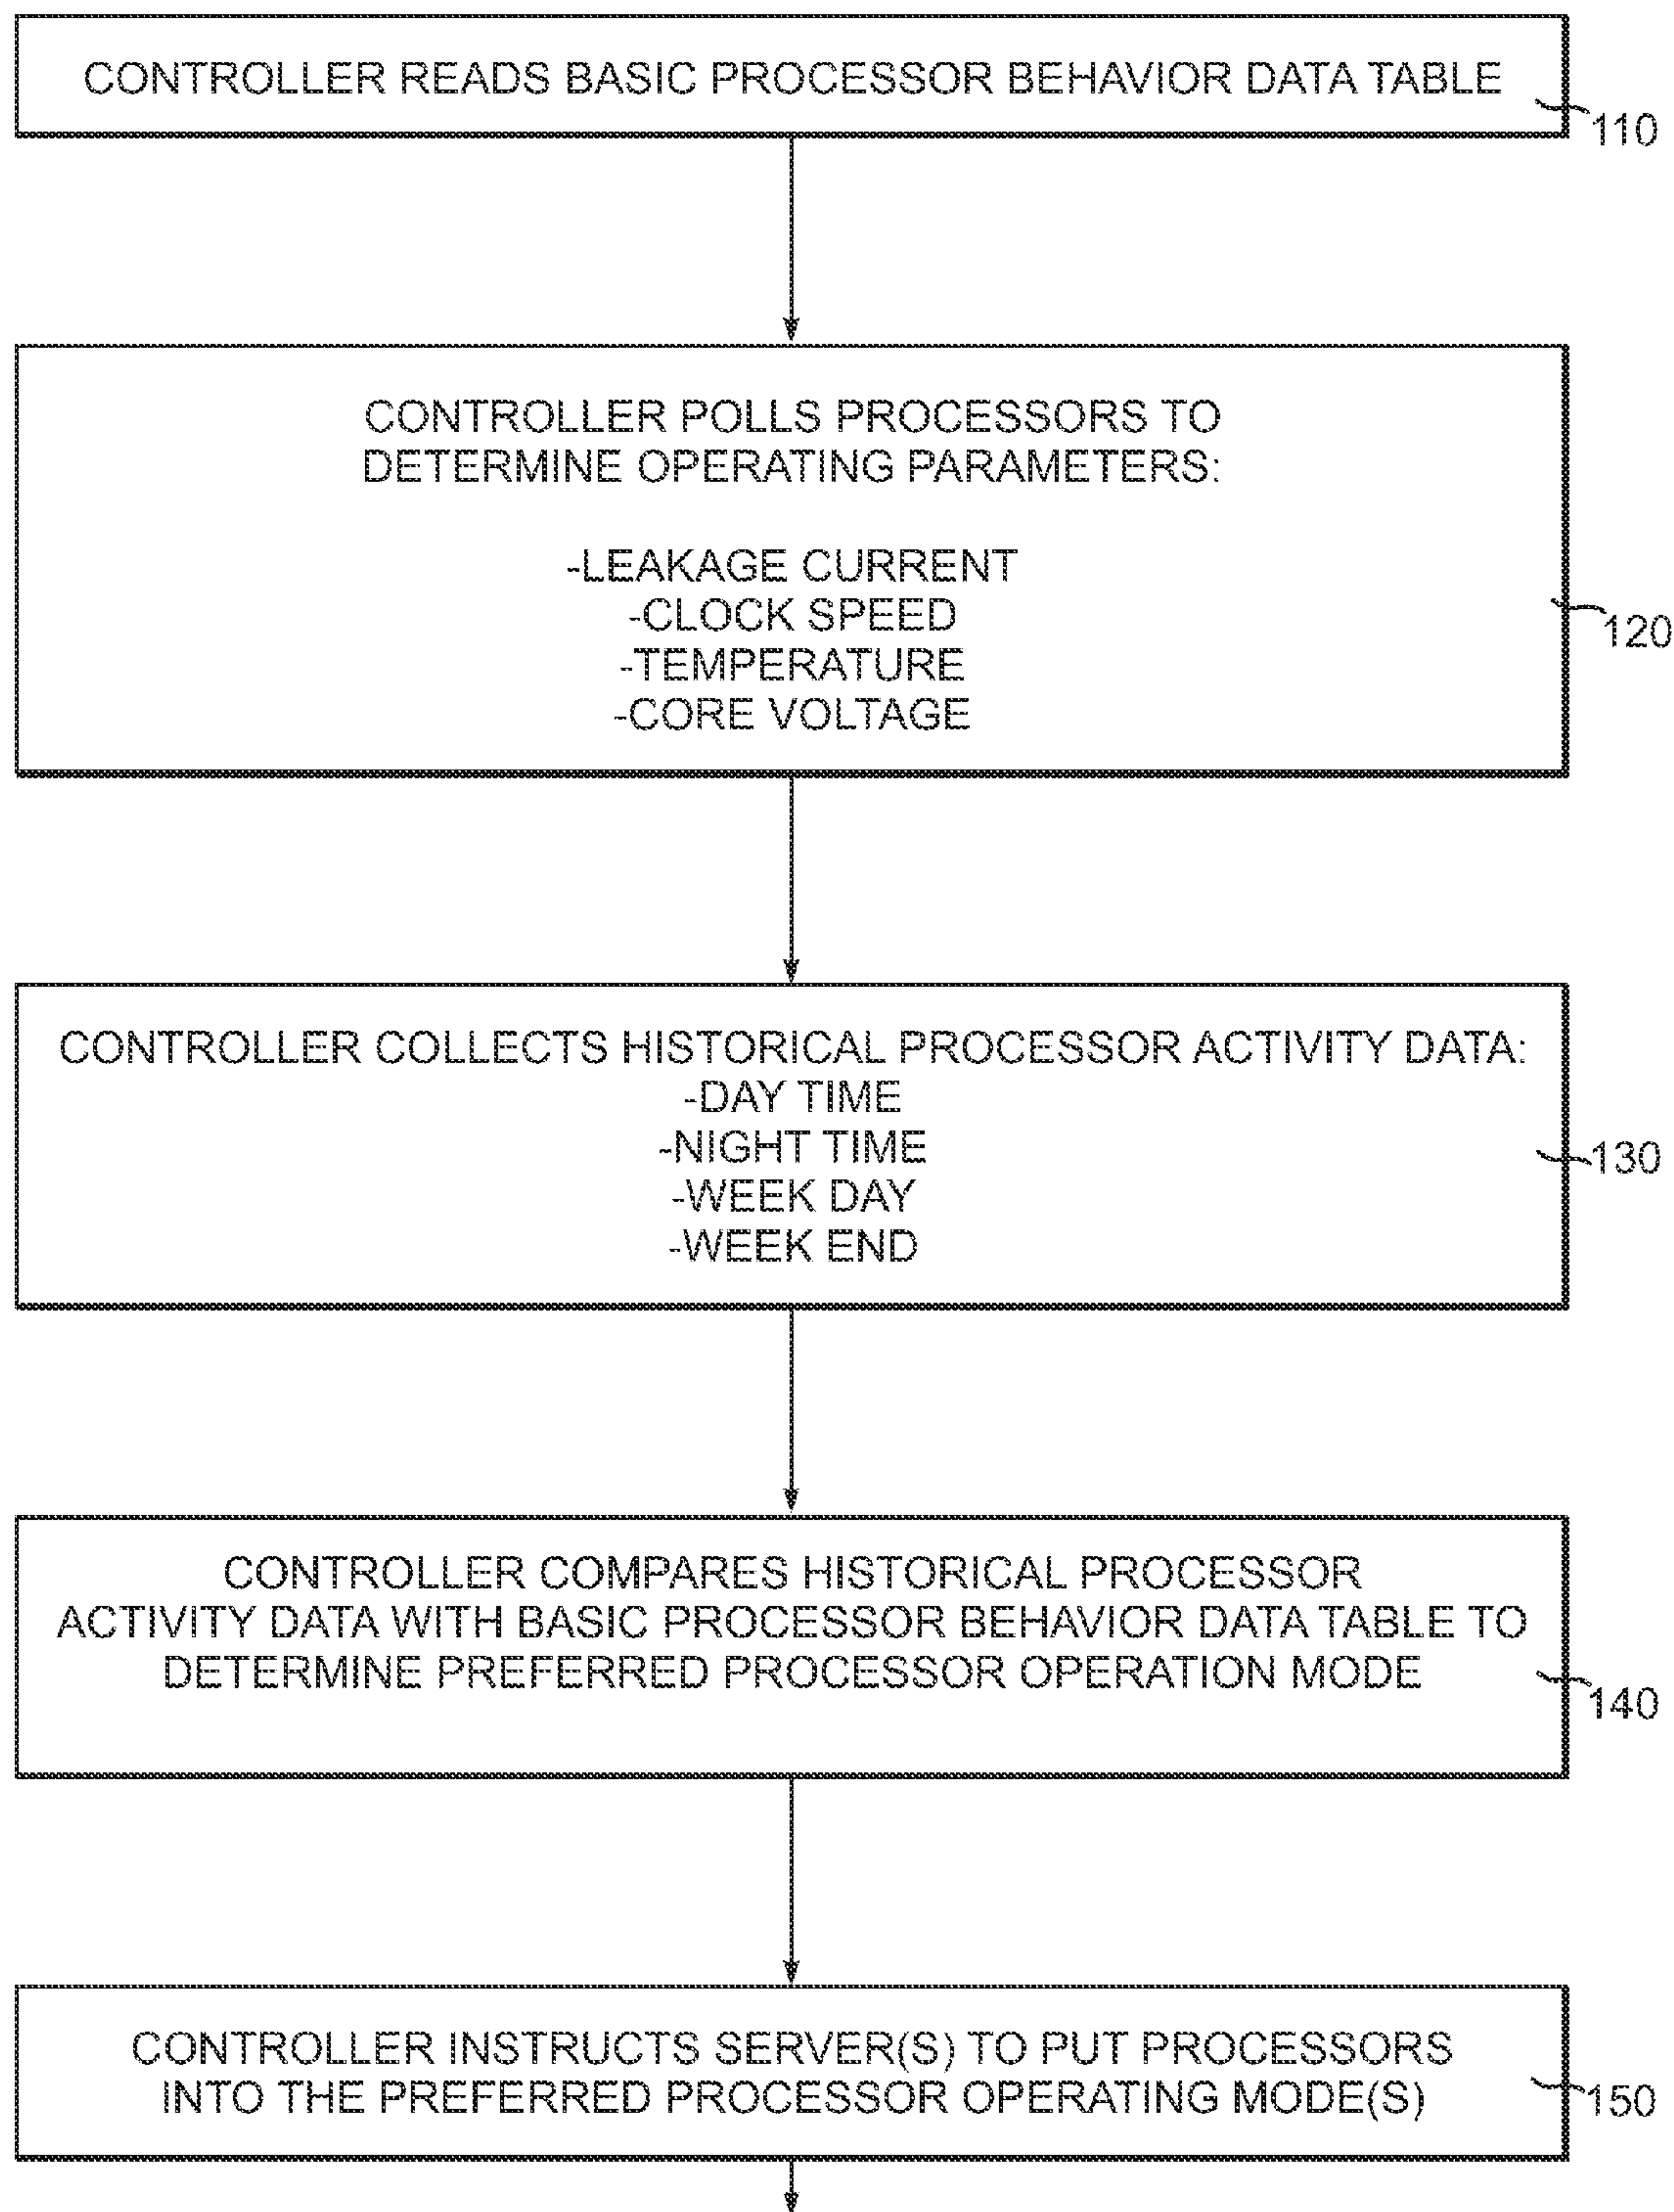 CONTROLLER READS BASIC PROCESSOR BEHAVIOR DATA TABLE
110
CONTROLLER POLLS PROCESSORS TO
DETERMINE OPERATING PARAMETERS:
-LEAKAGE CURRENT
-CLOCK SPEED
-TEMPERATURE
-CORE VOLTAGE
120
CONTROLLER COLLECTS HISTORICAL PROCESSOR ACTIVITY DATA:
-DAY TIME
-NIGHT TIME
-WEEK DAY
-WEEK END
130
CONTROLLER COMPARES HISTORICAL PROCESSOR
ACTIVITY DATA WITH BASIC PROCESSOR BEHAVIOR DATA TABLE TO
DETERMINE PREFERRED PROCESSOR OPERATION MODE
140
CONTROLLER INSTRUCTS SERVER(S) TO PUT PROCESSORS
INTO THE PREFERRED PROCESSOR OPERATING MODE(S)
150